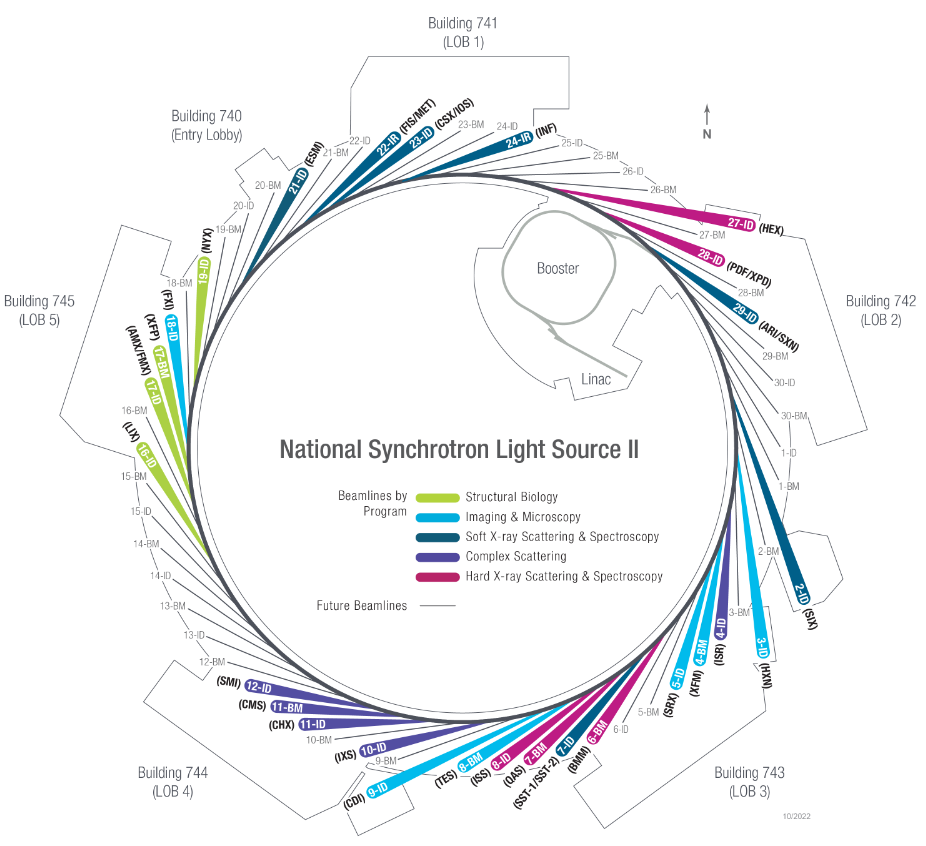 Building 741
(LOB 1)
Building 740
(Entry Lobby)
N
Building 745
(LOB 5)
Building 742
(LOB 2)
Building 744
(LOB 4)
Building 743
(LOB 3)
Booster
Linac
National Synchrotron Light Source II
Beamlines by
Program
Structural Biology
Imaging & Microscopy
Soft X-ray Scattering & Spectroscopy
Complex Scattering
Hard X-ray Scattering & Spectroscopy
Future Beamlines
22-ID
22-IR (FIS/MET)
23-ID (CSX/IOS)
23-BM
24-ID
24-IR (INF)
25-ID
25-BM
26-ID
26-BM
27-ID (HEX)
27-BM
28-ID (PDF/XPD)
28-BM
29-ID (ARI/SXN)
29-BM
30-ID
30-BM
1-ID
1-BM
2-ID (SIX)
2-BM
3-ID (HXN)
3-BM
4-ID (ISR)
4-BM (XFM)
5-ID (SRX)
5-BM
6-ID
6-BM (BMM)
7-ID (SST-1/SST-2)
7-BM (QAS)
8-ID (ISS)
8-BM (TES)
9-ID (CDI)
9-BM
10-ID (IXS)
10-BM
11-ID (CHX)
11-BM (CMS)
12-ID (SMI)
12-BM
13-ID
13-BM
14-ID
14-BM
15-ID
15-BM
16-ID (LIX)
16-BM
17-ID (AMX/FMX)
17-BM (XFP)
18-ID (FXI)
18-BM
19-ID (NYX)
19-BM
20-ID
20-BM
21-ID (ESM)
21-BM
10/2022